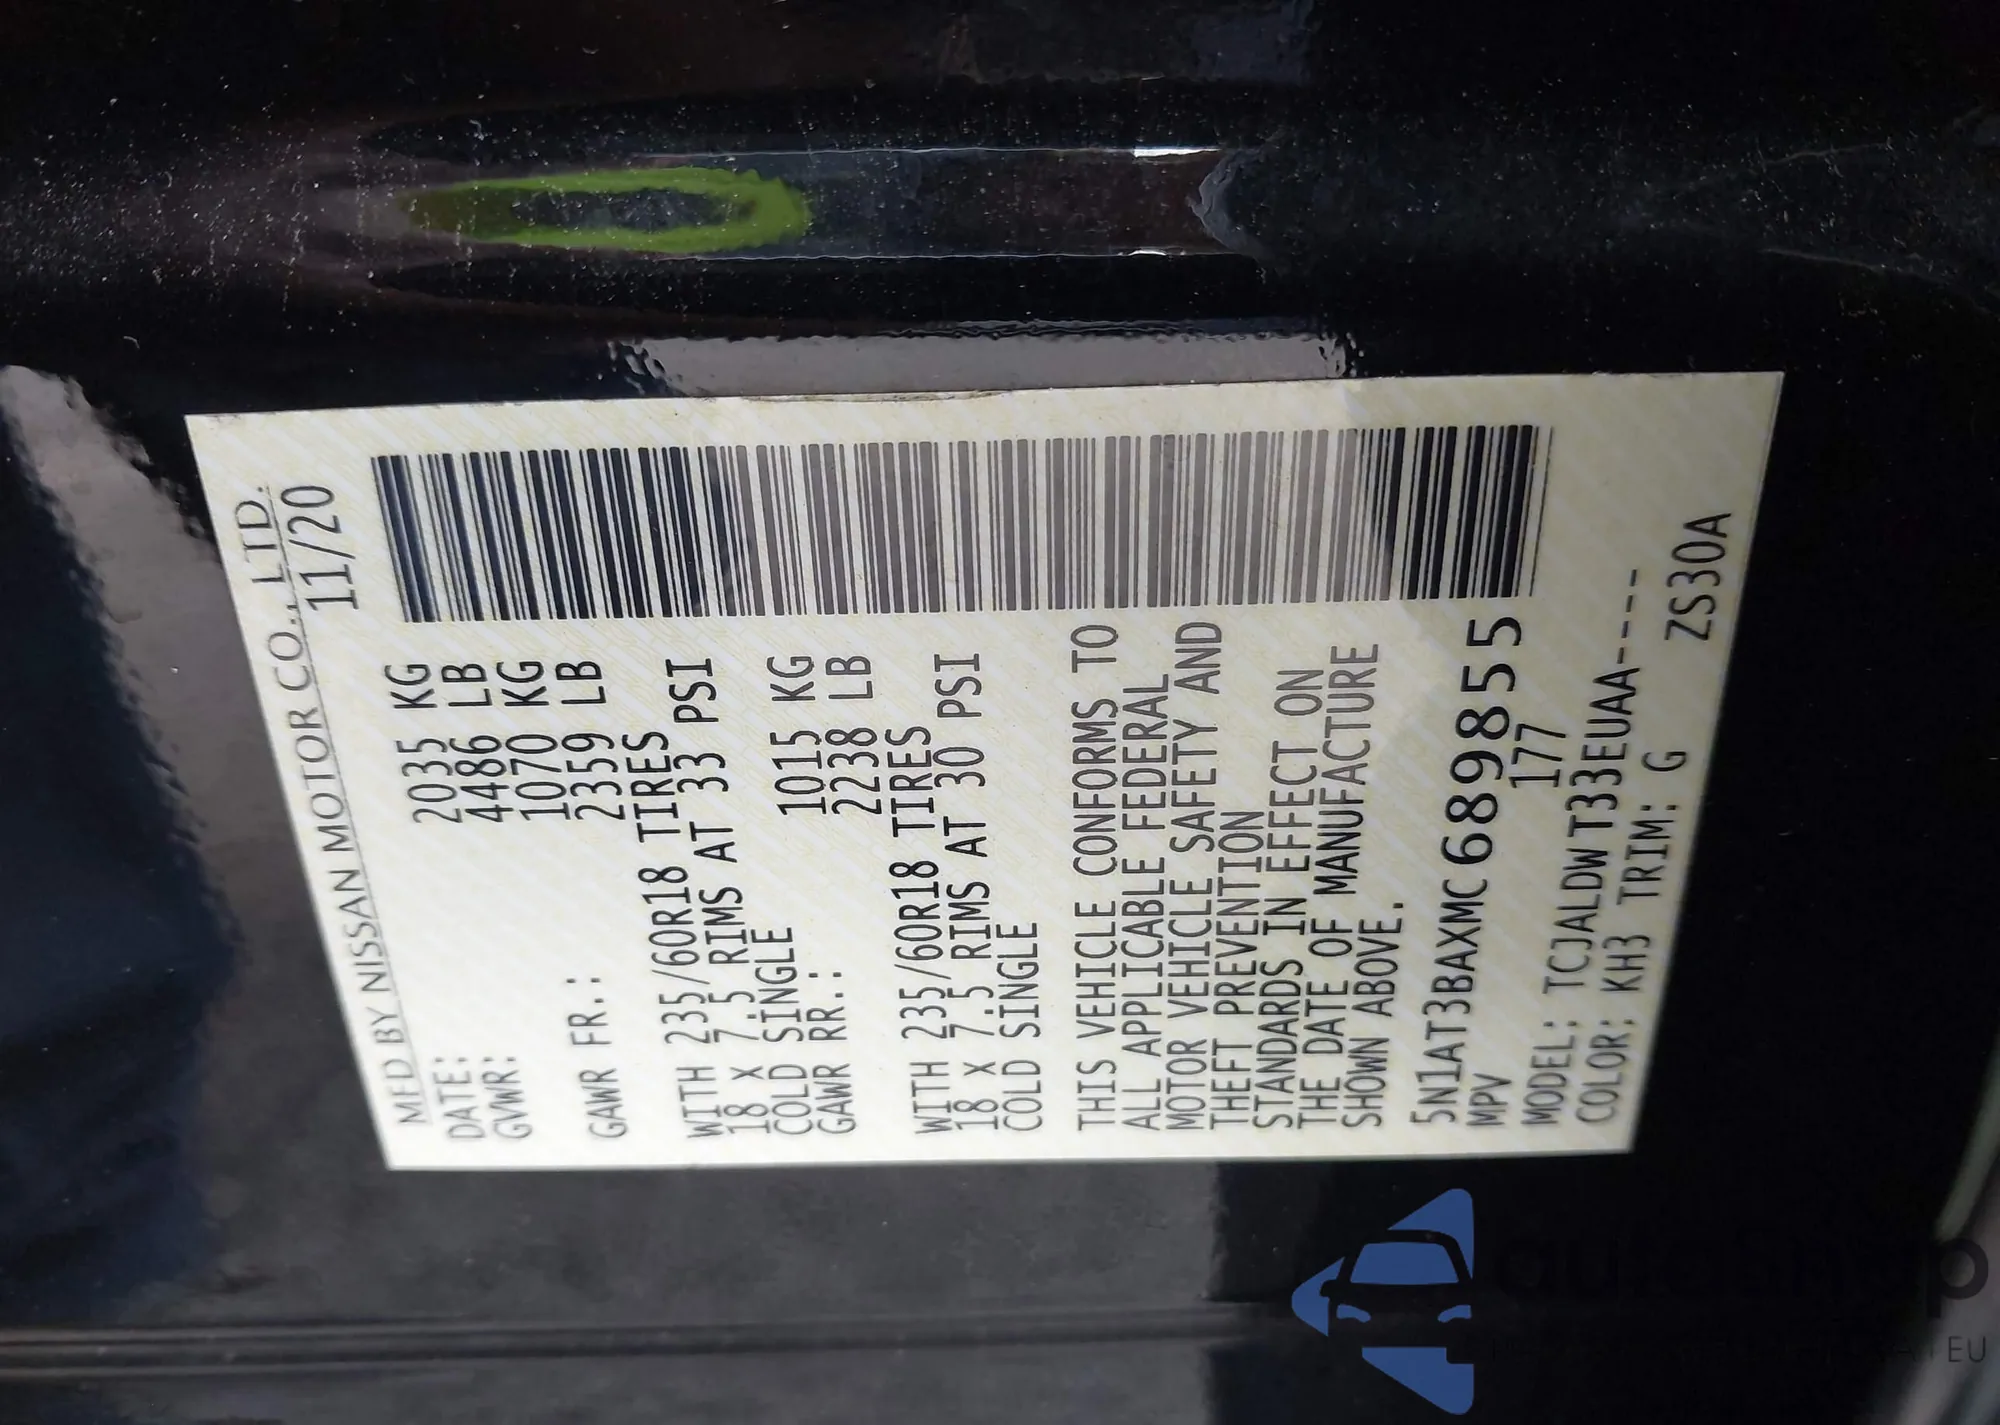 MFD BY NISSAN MOTOR CO., LTD.
DATE: 11/20
GVWR: 2035 KG
4486 LB
GAWR FR.: 1070 KG
2359 LB
WITH 235/60R18 TIRES
18 X 7.5 RIMS AT 33 PSI
COLD SINGLE
GAWR RR.: 1015 KG
2238 LB
WITH 235/60R18 TIRES
18 X 7.5 RIMS AT 30 PSI
COLD SINGLE
THIS VEHICLE CONFORMS TO
ALL APPLICABLE FEDERAL
MOTOR VEHICLE SAFETY AND
THEFT PREVENTION
STANDARDS IN EFFECT ON
THE DATE OF MANUFACTURE
SHOWN ABOVE.
5N1AT3BAXMC689855
MPV 177
MODEL: TCJALDWT33EUAA-----
COLOR: KH3 TRIM: G ZS30A
EU